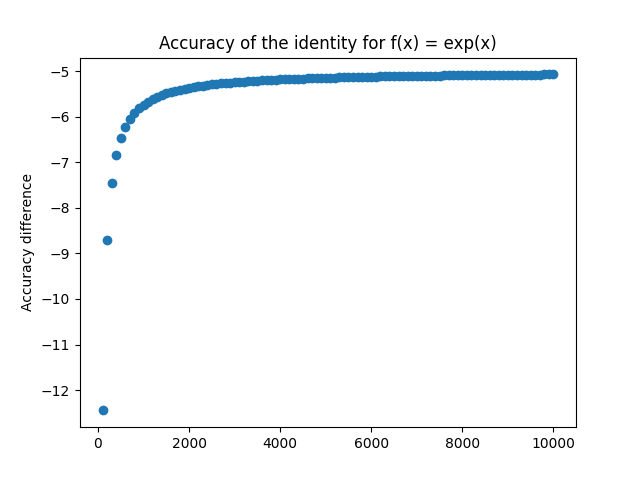 Accuracy of the identity for f(x) = exp(x)
Accuracy difference
−5
−6
−7
−8
−9
−10
−11
−12
0 2000 4000 6000 8000 10000